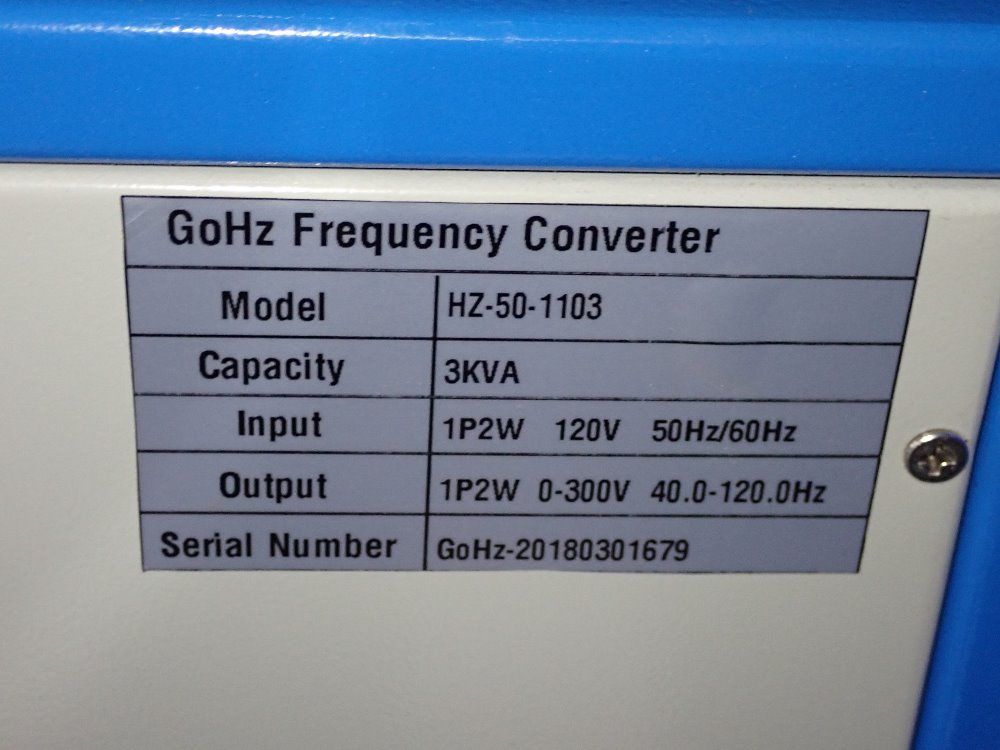 GoHz Frequency Converter
Model HZ-50-1103
Capacity 3KVA
Input 1P2W 120V 50Hz/60Hz
Output 1P2W 0-300V 40.0-120.0Hz
Serial Number GoHz-20180301679